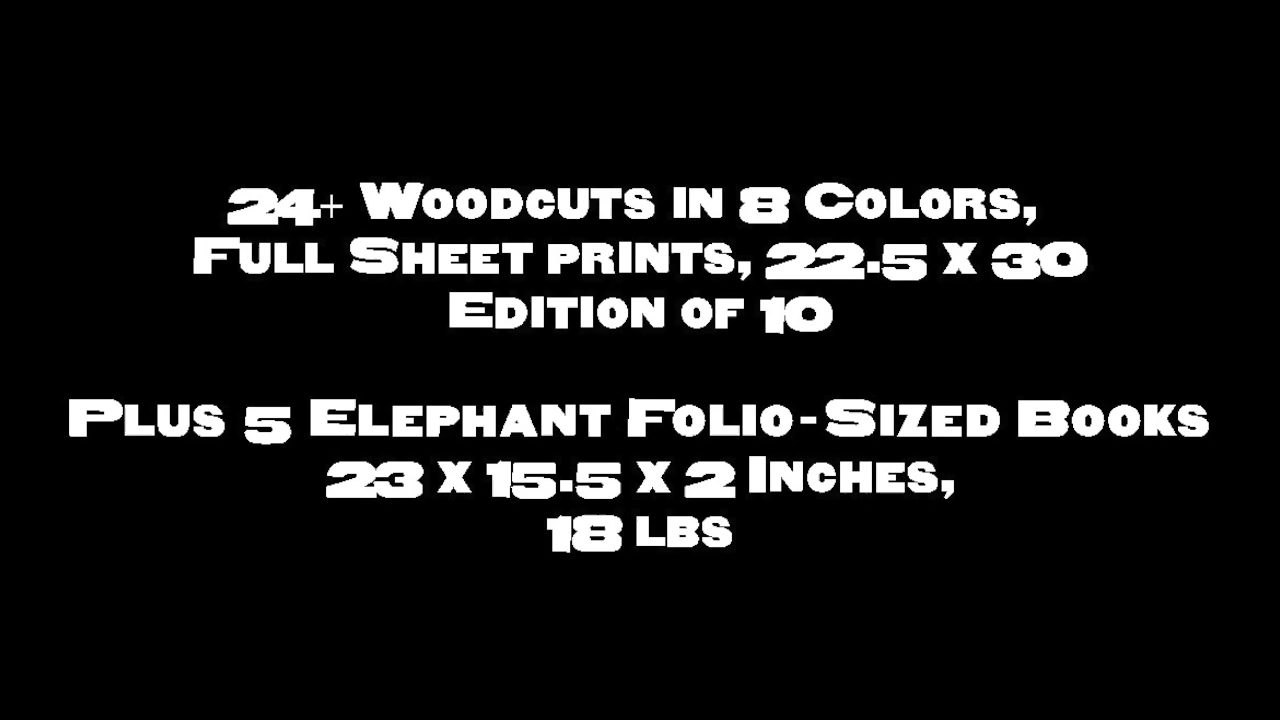 24+ Woodcuts in 8 Colors,
Full Sheet prints, 22.5 x 30
Edition of 10
Plus 5 Elephant Folio-Sized Books
23 x 15.5 x 2 Inches,
18 lbs